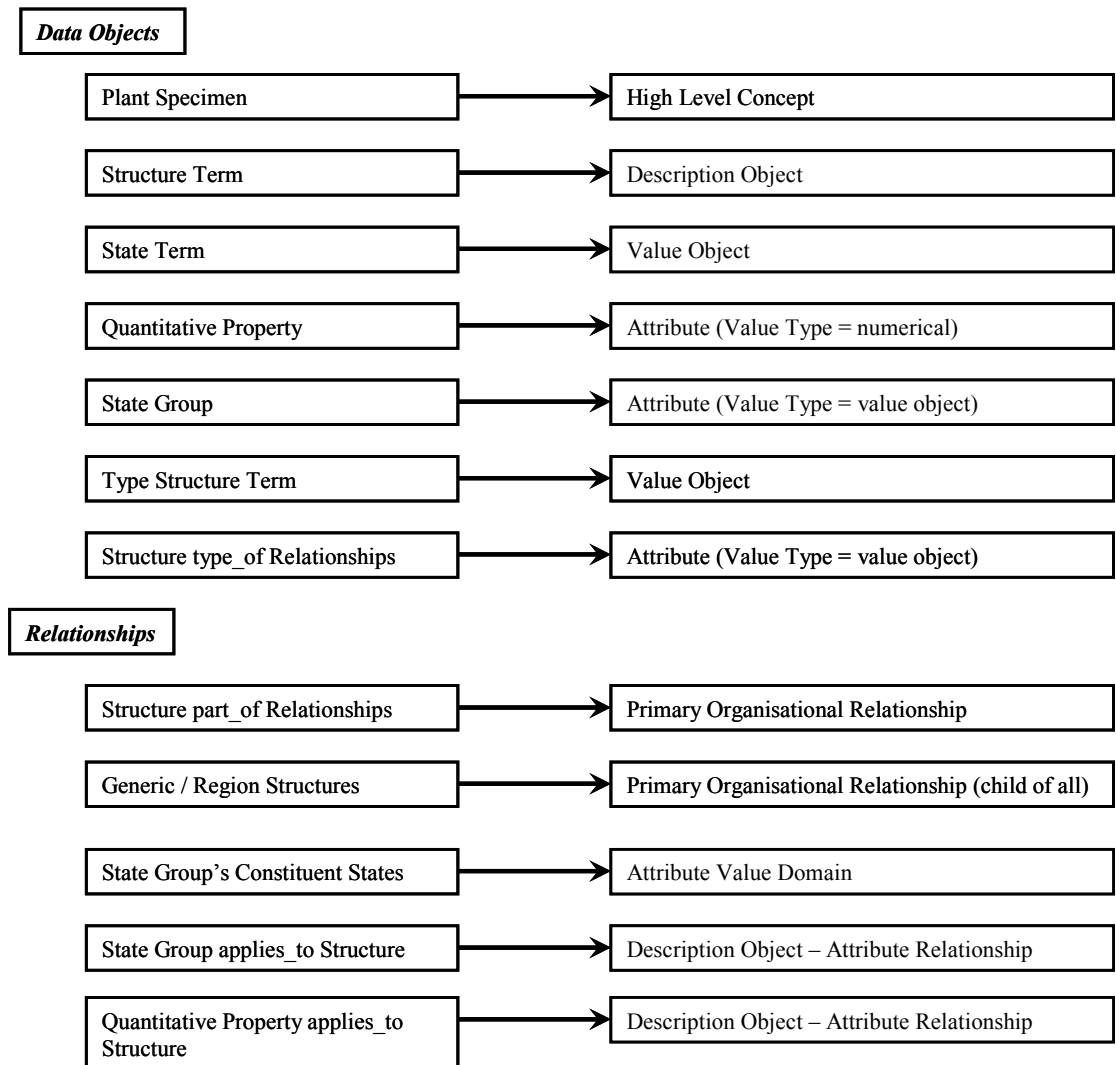 Data Objects
Plant Specimen
High Level Concept
Structure Term
Description Object
State Term
Value Object
Quantitative Property
Attribute (Value Type = numerical)
State Group
Attribute (Value Type = value object)
Type Structure Term
Value Object
Structure type_of Relationships
Attribute (Value Type = value object)
Relationships
Structure part_of Relationships
Primary Organisational Relationship
Generic / Region Structures
Primary Organisational Relationship (child of all)
State Group's Constituent States
Attribute Value Domain
State Group applies_to Structure
Description Object – Attribute Relationship
Quantitative Property applies_to
Structure
Description Object – Attribute Relationship